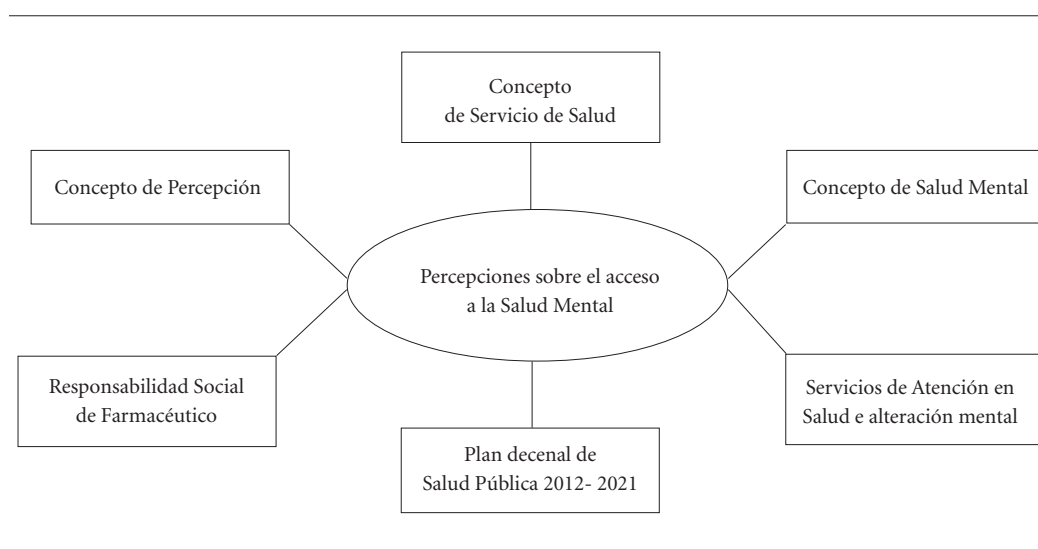 Concepto
de Servicio de Salud
Concepto de Percepción
Concepto de Salud Mental
Percepciones sobre el acceso
a la Salud Mental
Responsabilidad Social
de Farmacéutico
Servicios de Atención en
Salud e alteración mental
Plan decenal de
Salud Pública 2012- 2021